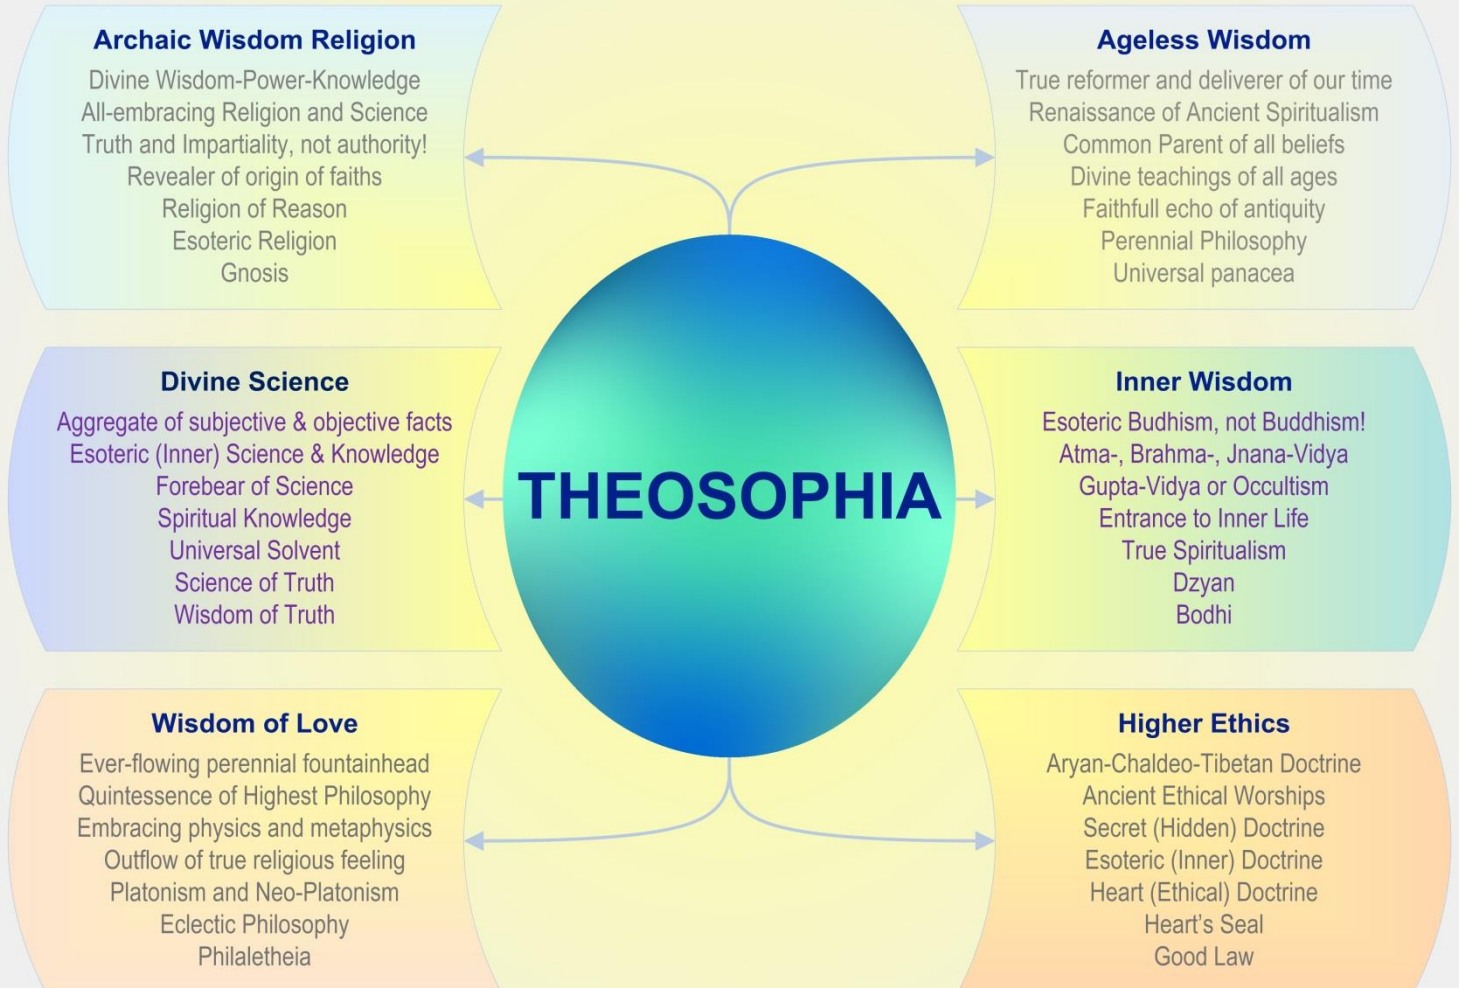 Archaic Wisdom Religion
Divine Wisdom-Power-Knowledge
All-embracing Religion and Science
Truth and Impartiality, not authority!
Revealer of origin of faiths
Religion of Reason
Esoteric Religion
Gnosis
Ageless Wisdom
True reformer and deliverer of our time
Renaissance of Ancient Spiritualism
Common Parent of all beliefs
Divine teachings of all ages
Faithfull echo of antiquity
Perennial Philosophy
Universal panacea
Divine Science
Aggregate of subjective & objective facts
Esoteric (Inner) Science & Knowledge
Forebear of Science
Spiritual Knowledge
Universal Solvent
Science of Truth
Wisdom of Truth
THEOSOPHIA
Inner Wisdom
Esoteric Budhism, not Buddhism!
Atma-, Brahma-, Jnana-Vidya
Gupta-Vidya or Occultism
Entrance to Inner Life
True Spiritualism
Dzyan
Bodhi
Wisdom of Love
Ever-flowing perennial fountainhead
Quintessence of Highest Philosophy
Embracing physics and metaphysics
Outflow of true religious feeling
Platonism and Neo-Platonism
Eclectic Philosophy
Philaletheia
Higher Ethics
Aryan-Chaldeo-Tibetan Doctrine
Ancient Ethical Worships
Secret (Hidden) Doctrine
Esoteric (Inner) Doctrine
Heart (Ethical) Doctrine
Heart's Seal
Good Law